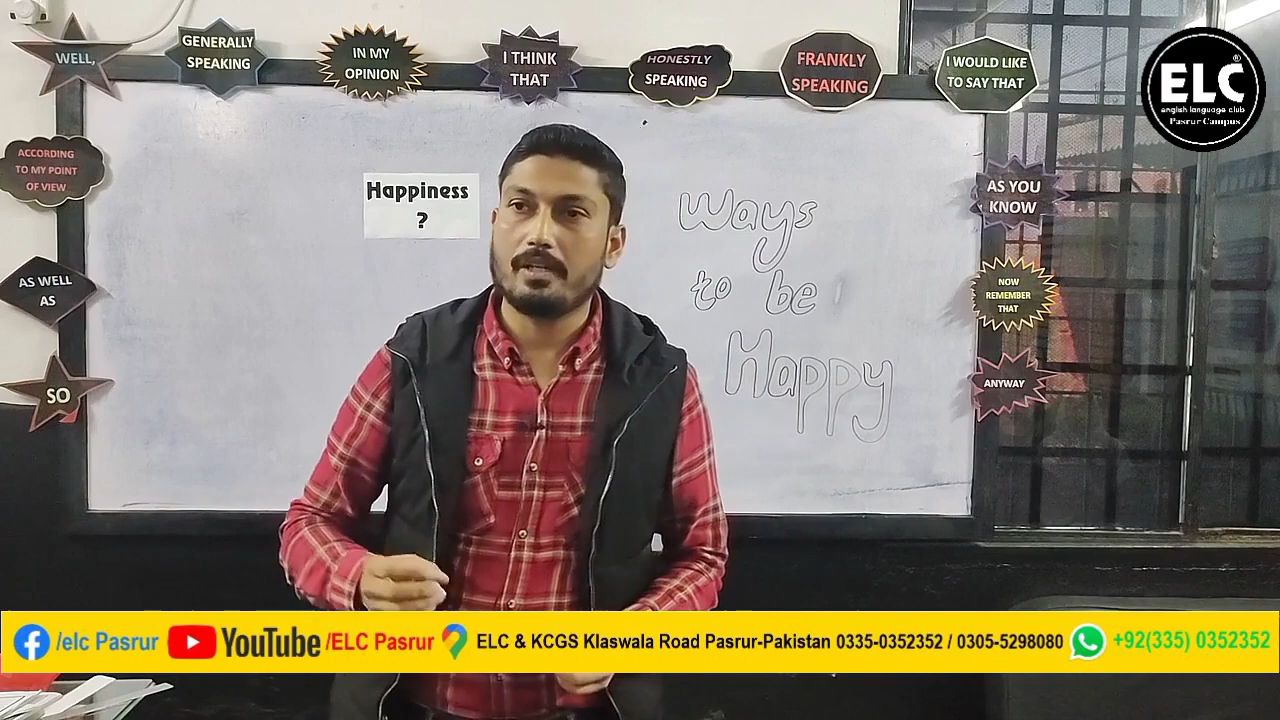 WELL,
GENERALLY
SPEAKING
IN MY
OPINION
I THINK
THAT
HONESTLY
SPEAKING
FRANKLY
SPEAKING
I WOULD LIKE
TO SAY THAT
ELC®
english language club
Pasrur Campus
ACCORDING
TO MY POINT
OF VIEW
AS WELL
AS
SO
Happiness
?
Ways
to be
Happy
AS YOU
KNOW
NOW
REMEMBER
THAT
ANYWAY
/elc Pasrur YouTube /ELC Pasrur ELC & KCGS Klaswala Road Pasrur-Pakistan 0335-0352352 / 0305-5298080 +92(335) 0352352